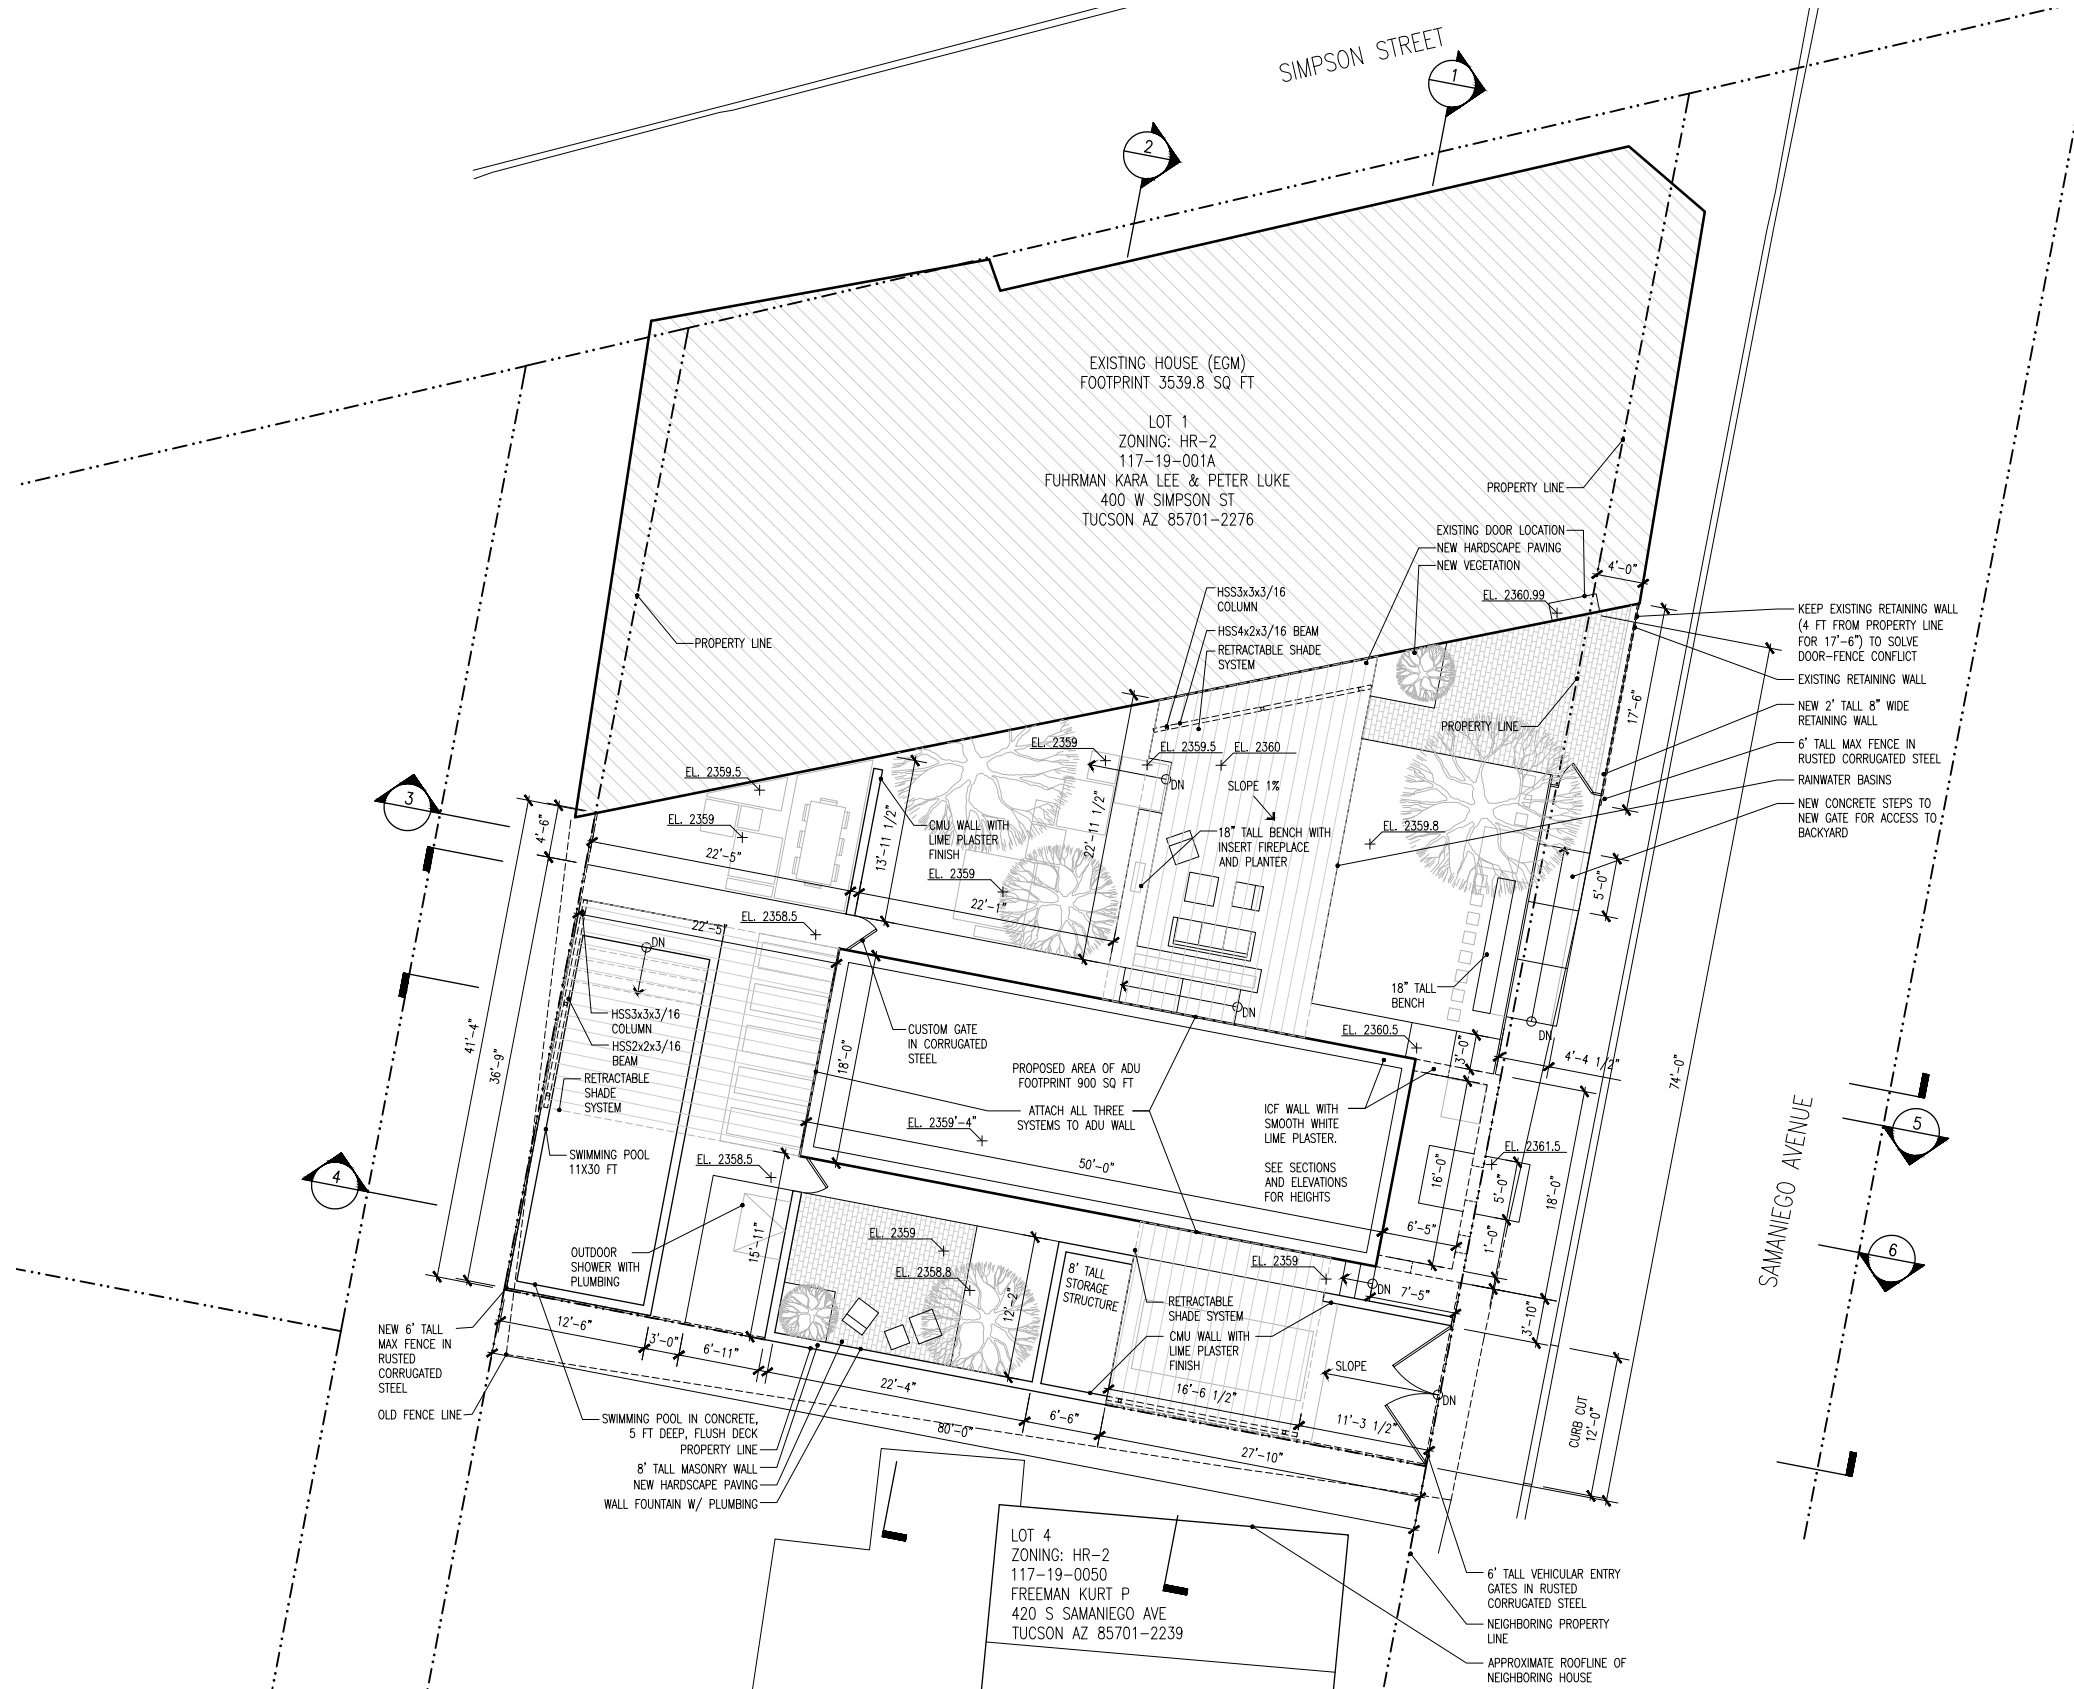 SIMPSON STREET
1
2
EXISTING HOUSE (EGM)
FOOTPRINT 3539.8 SQ FT
LOT 1
ZONING: HR-2
117-19-001A
FUHRMAN KARA LEE & PETER LUKE
400 W SIMPSON ST
TUCSON AZ 85701-2276
PROPERTY LINE
EXISTING DOOR LOCATION
NEW HARDSCAPE PAVING
NEW VEGETATION
4'-0"
EL. 2360.99
HSS3x3x3/16
COLUMN
HSS4x2x3/16 BEAM
RETRACTABLE SHADE
SYSTEM
PROPERTY LINE
KEEP EXISTING RETAINING WALL
(4 FT FROM PROPERTY LINE
FOR 17'-6") TO SOLVE
DOOR-FENCE CONFLICT
EXISTING RETAINING WALL
NEW 2' TALL 8" WIDE
RETAINING WALL
6' TALL MAX FENCE IN
RUSTED CORRUGATED STEEL
RAINWATER BASINS
NEW CONCRETE STEPS TO
NEW GATE FOR ACCESS TO
BACKYARD
17'-6"
PROPERTY LINE
EL. 2359
EL. 2359.5
EL. 2360
DN
SLOPE 1%
EL. 2359.5
EL. 2359
3
4'-6"
22'-5"
CMU WALL WITH
LIME PLASTER
FINISH
13'-11 1/2"
22'-11 1/2"
18" TALL BENCH WITH
INSERT FIREPLACE
AND PLANTER
EL. 2359.8
EL. 2359
22'-1"
5'-0"
EL. 2358.5
22'-5"
DN
18" TALL
BENCH
DN
DN
HSS3x3x3/16
COLUMN
HSS2x2x3/16
BEAM
RETRACTABLE
SHADE
SYSTEM
CUSTOM GATE
IN CORRUGATED
STEEL
EL. 2360.5
3'-0"
4'-4 1/2"
74'-0"
41'-4"
36'-9"
18'-0"
PROPOSED AREA OF ADU
FOOTPRINT 900 SQ FT
ATTACH ALL THREE
SYSTEMS TO ADU WALL
ICF WALL WITH
SMOOTH WHITE
LIME PLASTER.
SEE SECTIONS
AND ELEVATIONS
FOR HEIGHTS
EL. 2359'-4"
50'-0"
SWIMMING POOL
11X30 FT
EL. 2358.5
4
EL. 2361.5
16'-0"
5'-0"
18'-0"
6'-5"
1'-0"
SAMANIEGO AVENUE
5
6
OUTDOOR
SHOWER WITH
PLUMBING
15'-11"
EL. 2359
EL. 2358.8
12'-2"
8' TALL
STORAGE
STRUCTURE
EL. 2359
DN
7'-5"
3'-10"
RETRACTABLE
SHADE SYSTEM
CMU WALL WITH
LIME PLASTER
FINISH
SLOPE
DN
NEW 6' TALL
MAX FENCE IN
RUSTED
CORRUGATED
STEEL
OLD FENCE LINE
12'-6"
3'-0"
6'-11"
22'-4"
6'-6"
16'-6 1/2"
11'-3 1/2"
27'-10"
80'-0"
CURB CUT
12'-0"
SWIMMING POOL IN CONCRETE,
5 FT DEEP, FLUSH DECK
PROPERTY LINE
8' TALL MASONRY WALL
NEW HARDSCAPE PAVING
WALL FOUNTAIN W/ PLUMBING
LOT 4
ZONING: HR-2
117-19-0050
FREEMAN KURT P
420 S SAMANIEGO AVE
TUCSON AZ 85701-2239
6' TALL VEHICULAR ENTRY
GATES IN RUSTED
CORRUGATED STEEL
NEIGHBORING PROPERTY
LINE
APPROXIMATE ROOFLINE OF
NEIGHBORING HOUSE